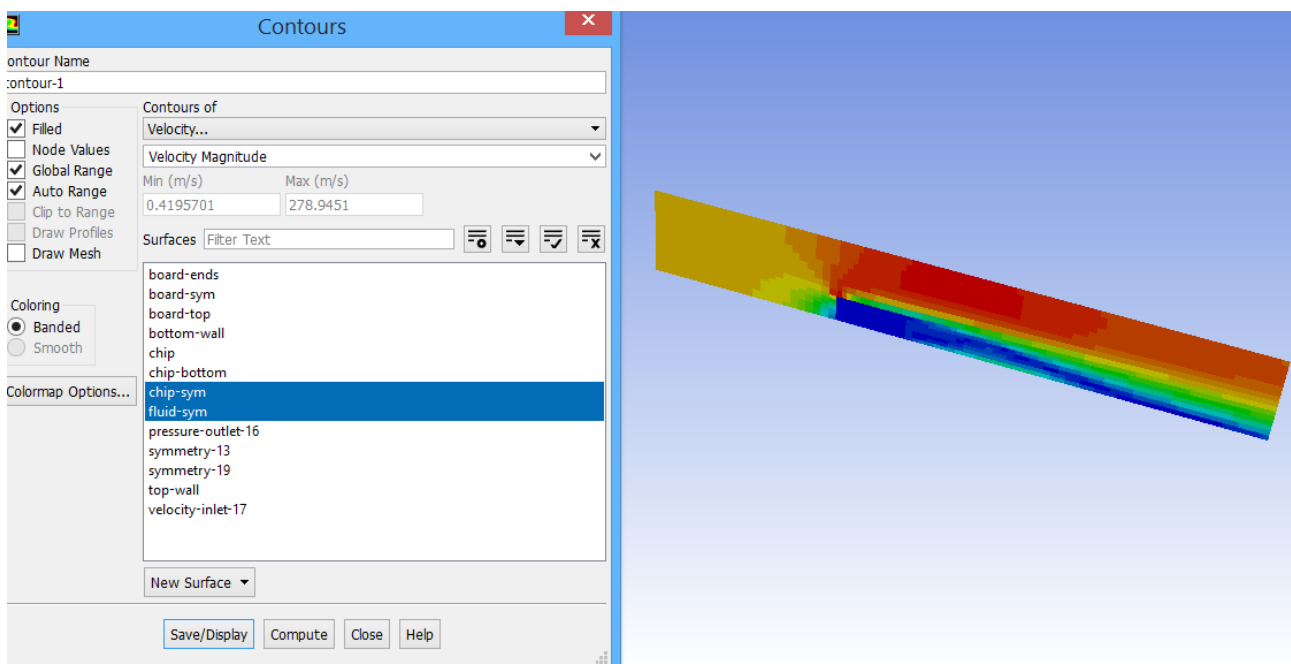 Contours
ontour Name
contour-1
Options
Contours of
Filled
Velocity...
Node Values
Velocity Magnitude
Global Range
Min (m/s) Max (m/s)
Auto Range
0.4195701 278.9451
Clip to Range
Draw Profiles
Surfaces Filter Text
Draw Mesh
board-ends
board-sym
board-top
Coloring
bottom-wall
Banded
chip
Smooth
chip-bottom
Colormap Options...
chip-sym
fluid-sym
pressure-outlet-16
symmetry-13
symmetry-19
top-wall
velocity-inlet-17
New Surface
Save/Display Compute Close Help